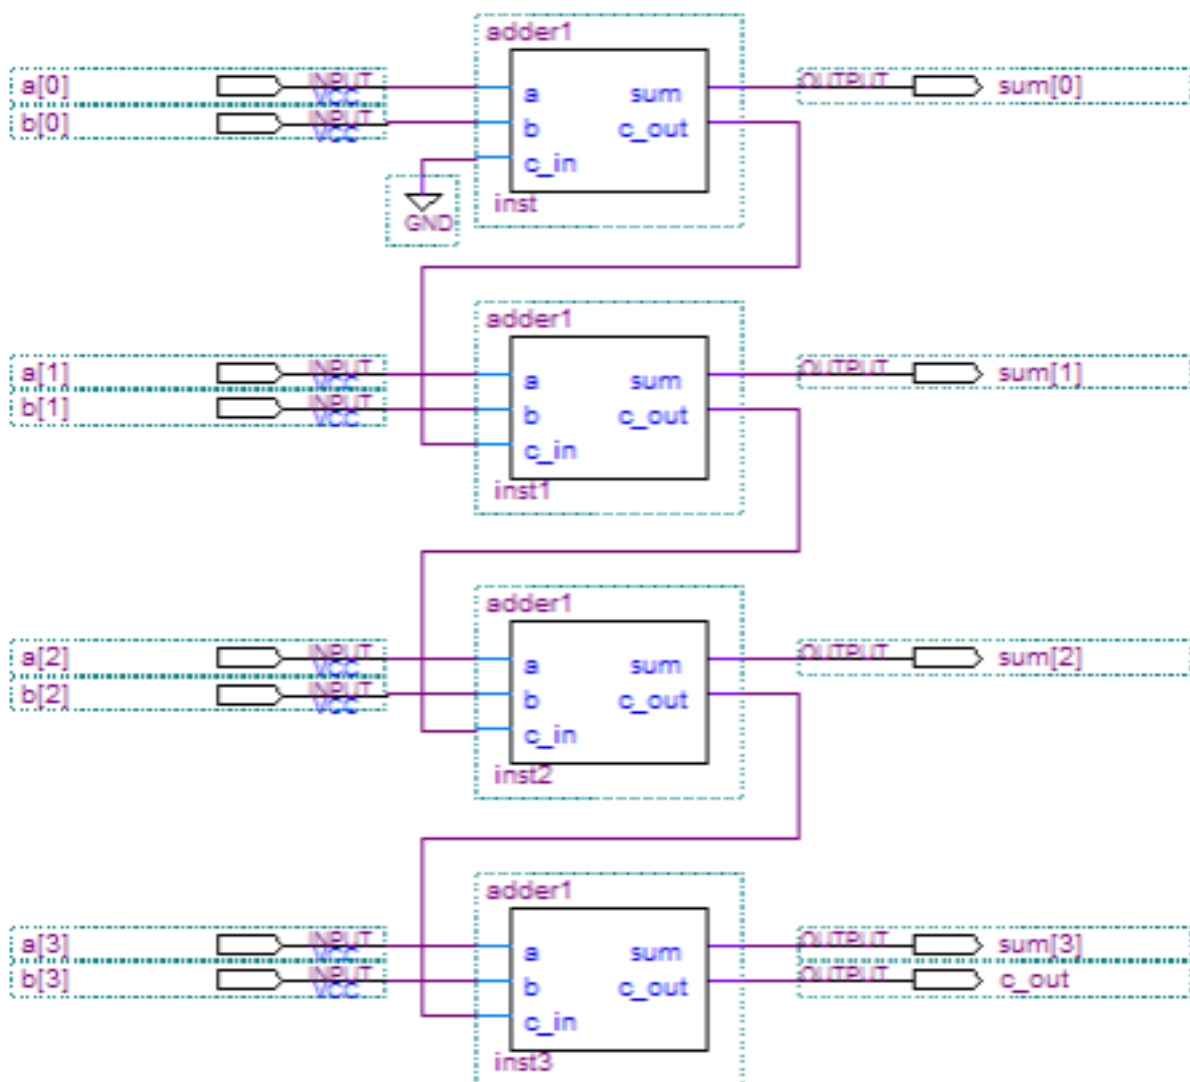 adder1
a[0] INPUT VCC a sum OUTPUT sum[0]
b[0] INPUT VCC b c_out
c_in
GND
inst
adder1
a[1] INPUT VCC a sum OUTPUT sum[1]
b[1] INPUT VCC b c_out
c_in
inst1
adder1
a[2] INPUT VCC a sum OUTPUT sum[2]
b[2] INPUT VCC b c_out
c_in
inst2
adder1
a[3] INPUT VCC a sum OUTPUT sum[3]
b[3] INPUT VCC b c_out OUTPUT c_out
c_in
inst3